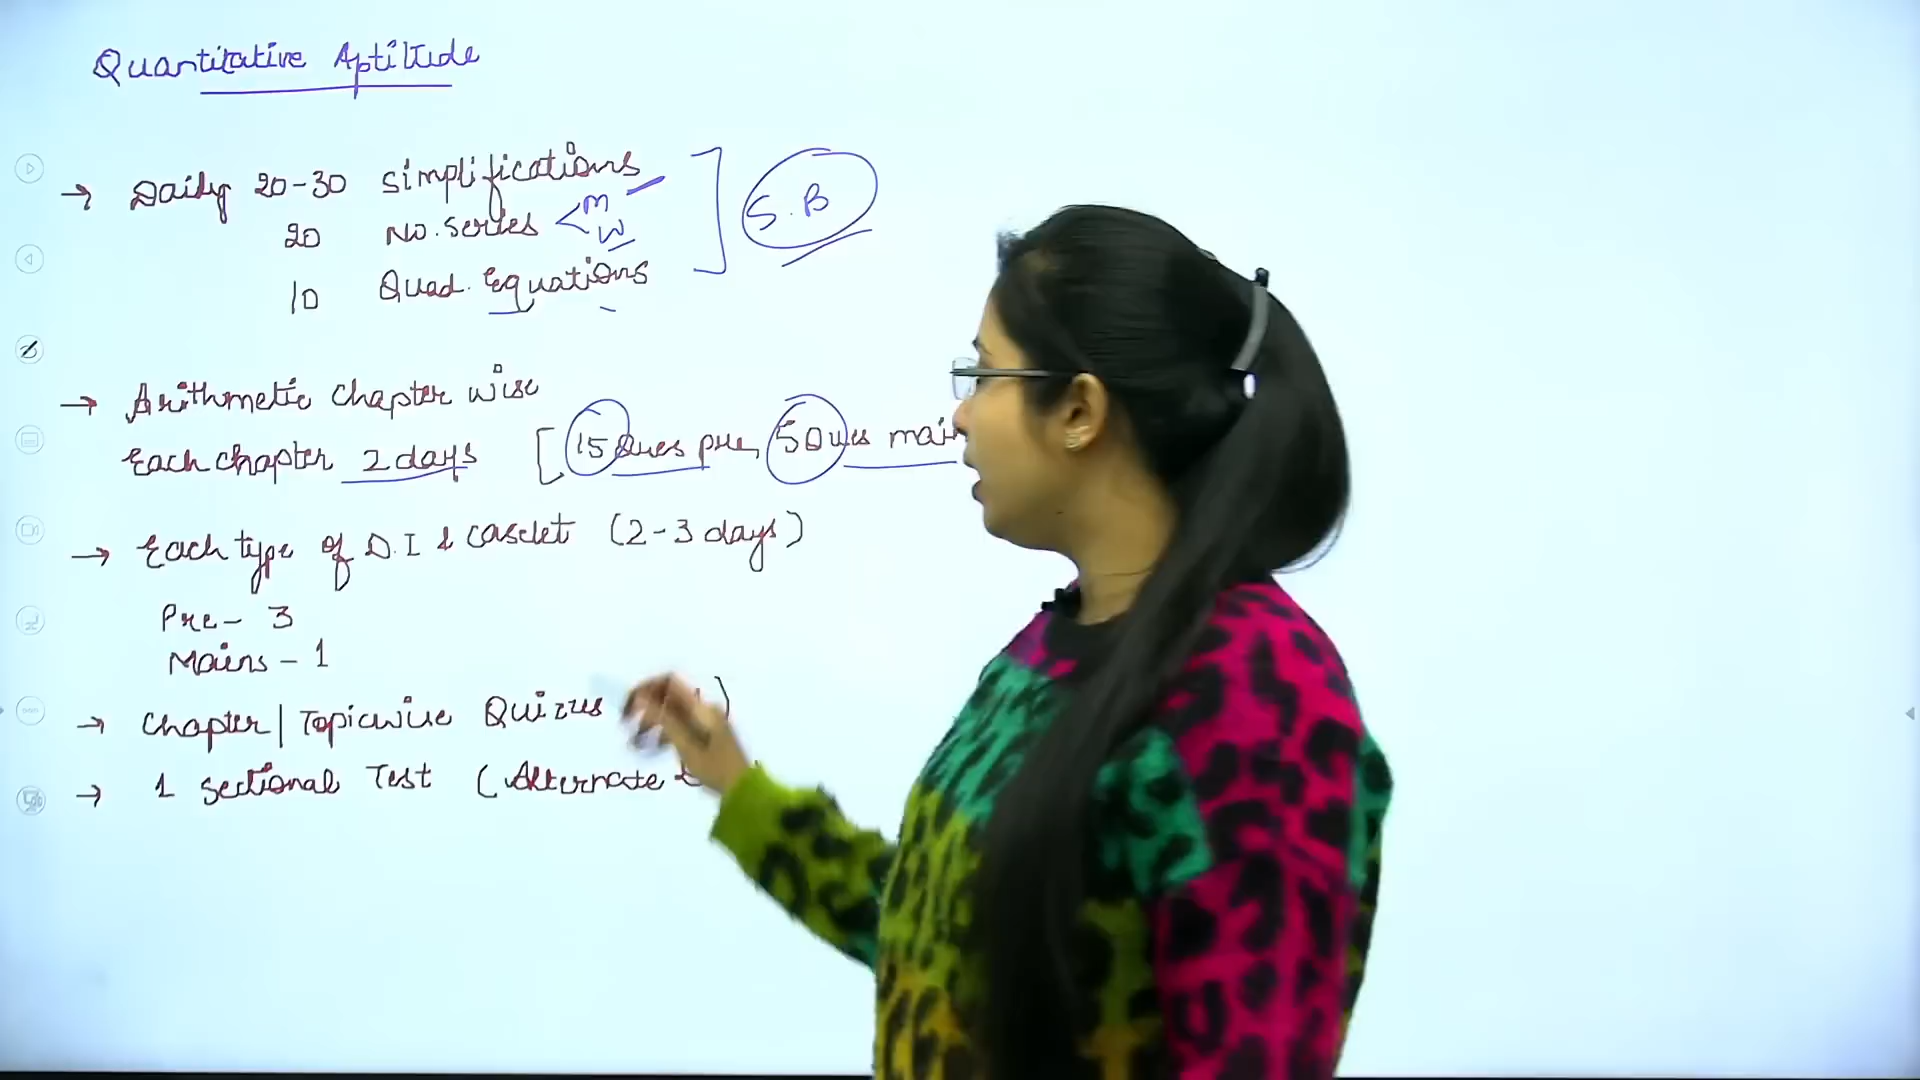 Quantitative Aptitude
→ Daily 20-30 simplifications
20 No. series < M W
10 Quad. Equations
] S.B
→ Arithmetic chapter wise
Each chapter 2 days [15 Ques pre, 50 Ques main
→ Each type of D.I & caselet (2-3 days)
Pre- 3
Mains - 1
→ Chapter | Topicwise Quizzes )
→ 1 Sectional Test (Alternate